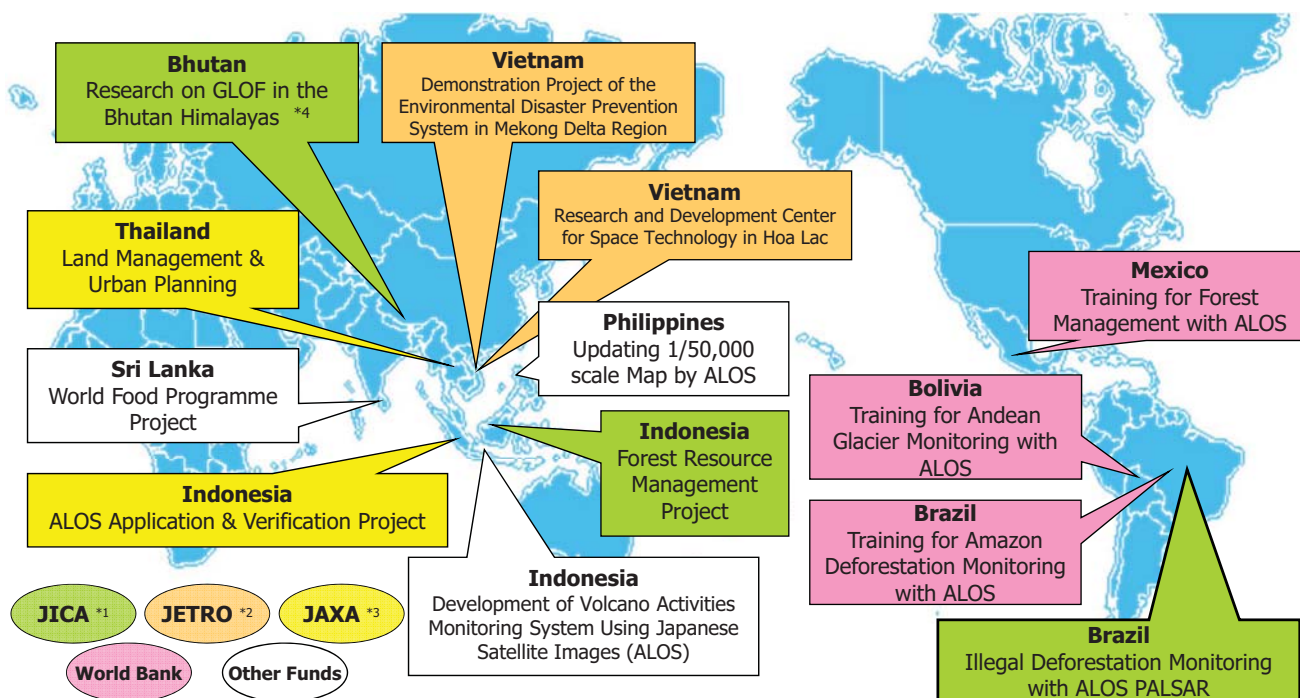 Bhutan
Research on GLOF in the
Bhutan Himalayas *4
Vietnam
Demonstration Project of the
Environmental Disaster Prevention
System in Mekong Delta Region
Vietnam
Research and Development Center
for Space Technology in Hoa Lac
Thailand
Land Management &
Urban Planning
Mexico
Training for Forest
Management with ALOS
Philippines
Updating 1/50,000
scale Map by ALOS
Sri Lanka
World Food Programme
Project
Bolivia
Training for Andean
Glacier Monitoring with
ALOS
Indonesia
Forest Resource
Management
Project
Indonesia
ALOS Application & Verification Project
Brazil
Training for Amazon
Deforestation Monitoring
with ALOS
Indonesia
Development of Volcano Activities
Monitoring System Using Japanese
Satellite Images (ALOS)
Brazil
Illegal Deforestation Monitoring
with ALOS PALSAR
JICA *1
JETRO *2
JAXA *3
World Bank
Other Funds